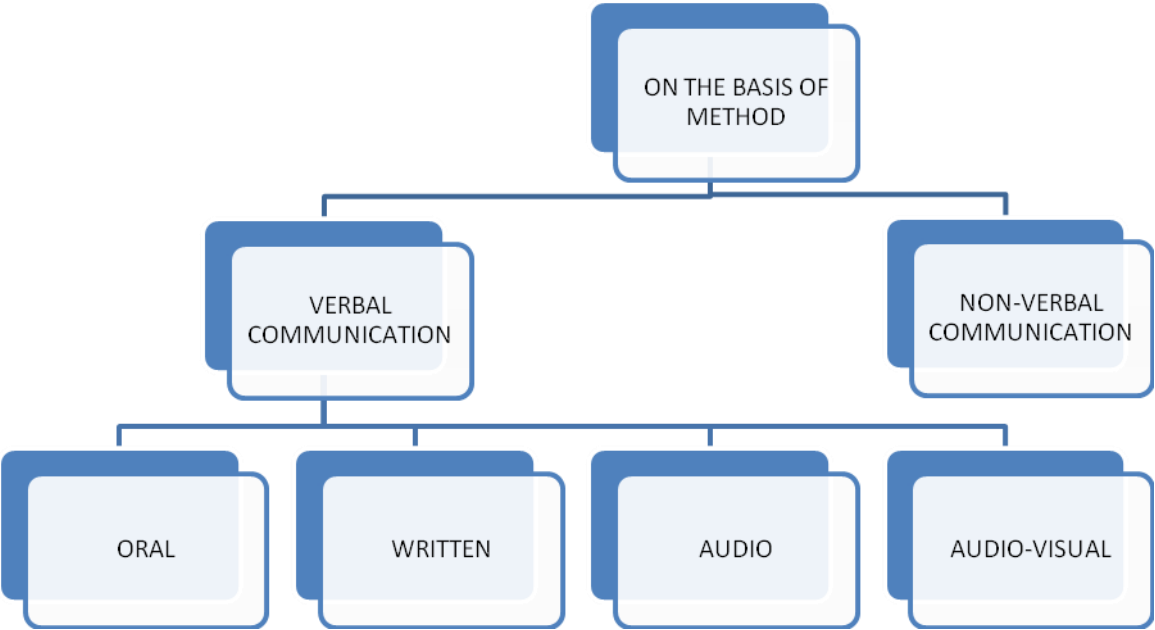 ON THE BASIS OF
METHOD
VERBAL
COMMUNICATION
NON-VERBAL
COMMUNICATION
ORAL
WRITTEN
AUDIO
AUDIO-VISUAL